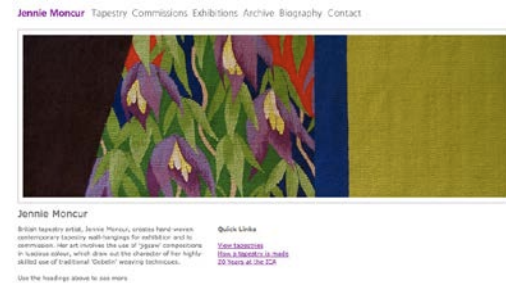 Jennie Moncur Tapestry Commissions Exhibitions Archive Biography Contact
Jennie Moncur
British tapestry artist, Jennie Moncur, creates hand-woven
contemporary tapestry wall-hangings for exhibition and to
commission. Her art involves the use of 'jigsaw' compositions
in luscious colour, which draw out the character of her highly-
skilled use of traditional 'Gobelin' weaving techniques.
Use the headings above to see more
Quick Links
View tapestries
How a tapestry is made
20 Years at the ICA